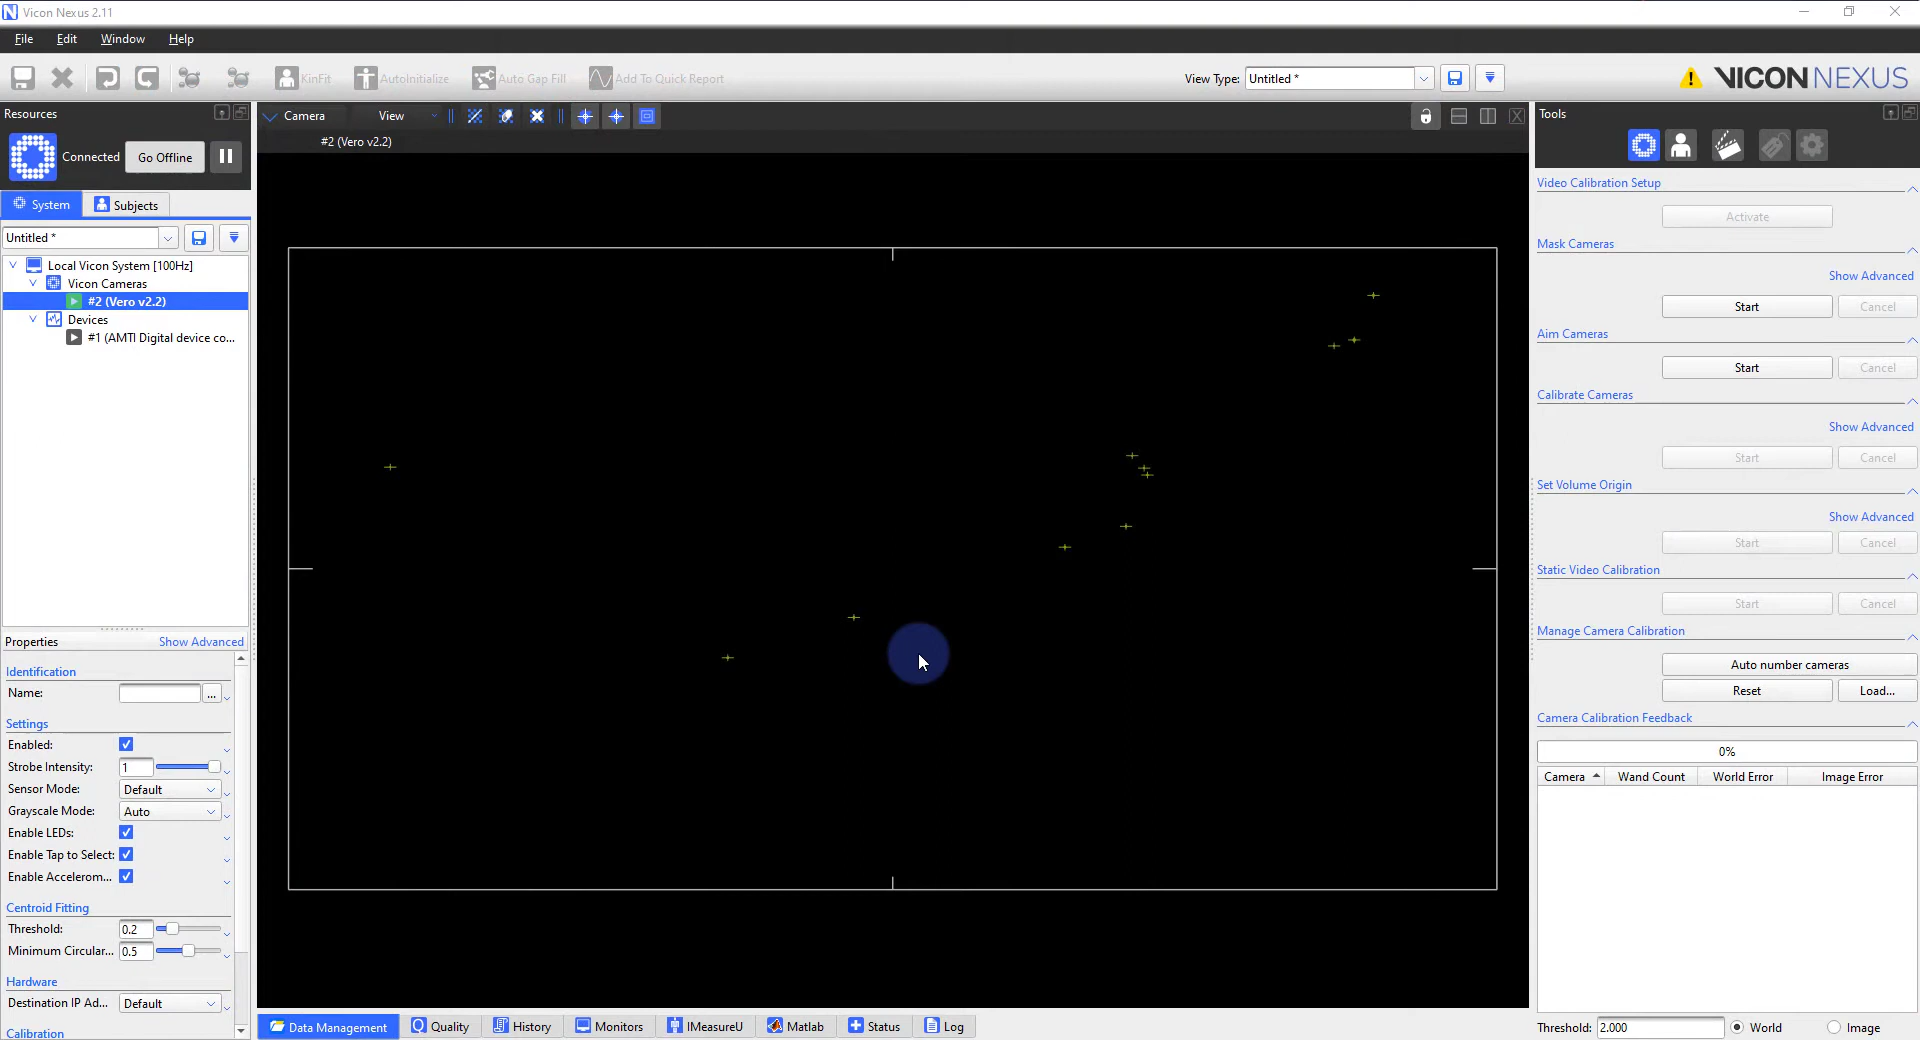 Vicon Nexus 2.11
File Edit Window Help
KinFit AutoInitialize Auto Gap Fill Add To Quick Report View Type: Untitled * VICON NEXUS
Resources
Connected Go Offline
System Subjects
Untitled *
Local Vicon System [100Hz]
Vicon Cameras
#2 (Vero v2.2)
Devices
#1 (AMTI Digital device co...
Properties Show Advanced
Identification
Name: ...
Settings
Enabled:
Strobe Intensity: 1
Sensor Mode: Default
Grayscale Mode: Auto
Enable LEDs:
Enable Tap to Select:
Enable Accelerom...
Centroid Fitting
Threshold: 0.2
Minimum Circular... 0.5
Hardware
Destination IP Ad... Default
Calibration
Camera View
#2 (Vero v2.2)
Data Management Quality History Monitors IMeasureU Matlab Status Log
Tools
Video Calibration Setup
Activate
Mask Cameras
Show Advanced
Start Cancel
Aim Cameras
Start Cancel
Calibrate Cameras
Show Advanced
Start Cancel
Set Volume Origin
Show Advanced
Start Cancel
Static Video Calibration
Start Cancel
Manage Camera Calibration
Auto number cameras
Reset Load...
Camera Calibration Feedback
0%
Camera Wand Count World Error Image Error
Threshold: 2.000 World Image